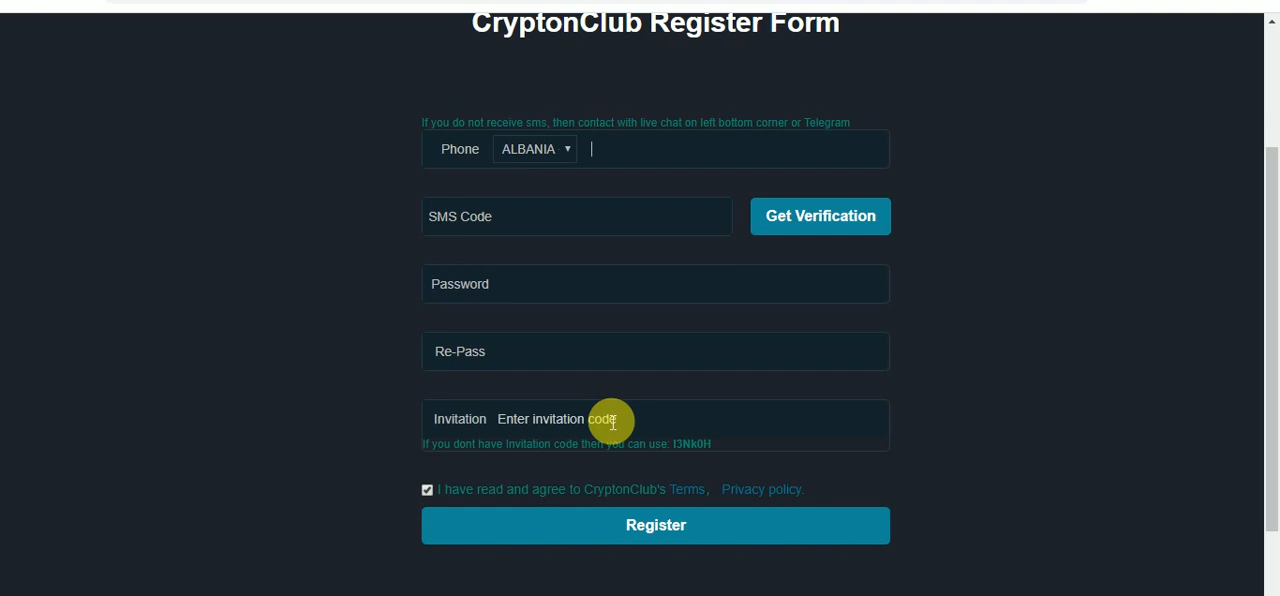 CryptonClub Register Form
If you do not receive sms, then contact with live chat on left bottom corner or Telegram
Phone ALBANIA
SMS Code Get Verification
Password
Re-Pass
Invitation Enter invitation code
If you dont have Invitation code then you can use: I3Nk0H
I have read and agree to CryptonClub's Terms, Privacy policy.
Register